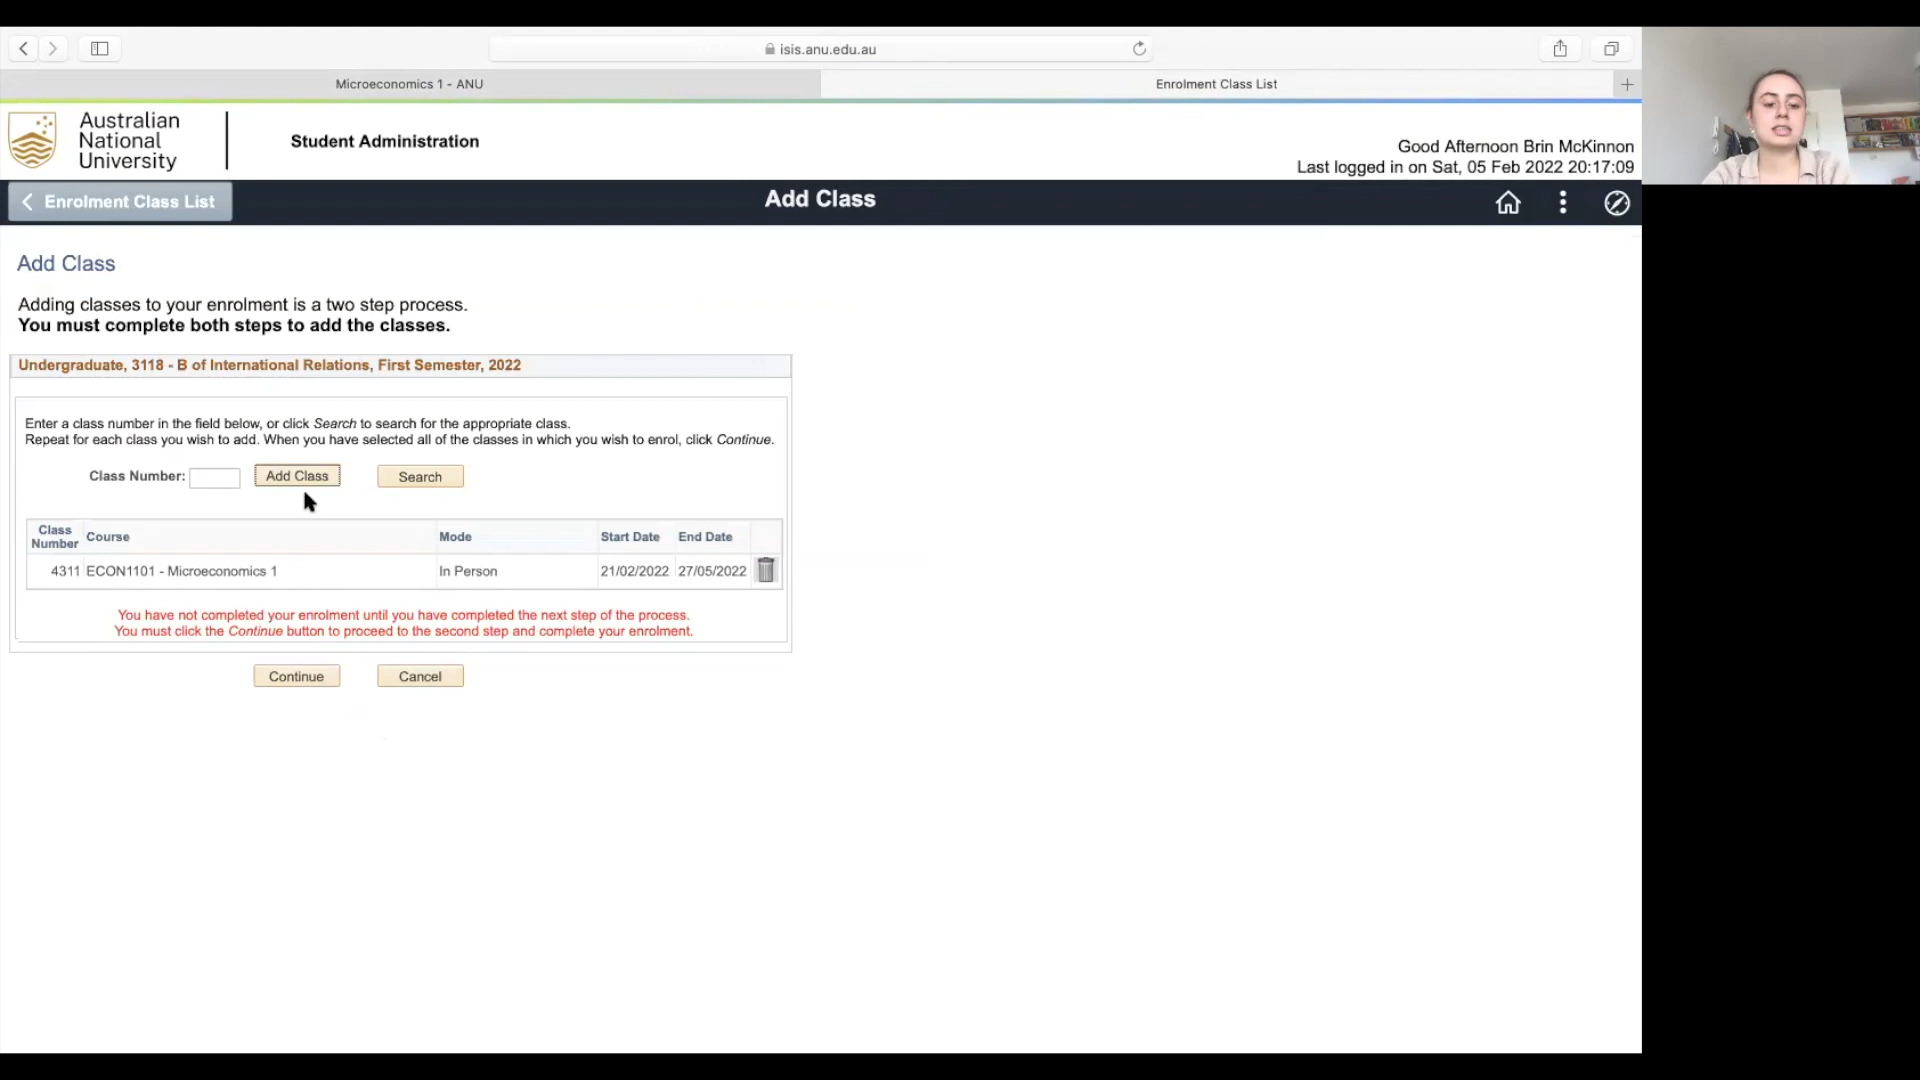 isis.anu.edu.au
Microeconomics 1 - ANU
Enrolment Class List
Australian
National
University
Student Administration
Good Afternoon Brin McKinnon
Last logged in on Sat, 05 Feb 2022 20:17:09
Enrolment Class List
Add Class
Add Class
Adding classes to your enrolment is a two step process.
You must complete both steps to add the classes.
Undergraduate, 3118 - B of International Relations, First Semester, 2022
Enter a class number in the field below, or click Search to search for the appropriate class.
Repeat for each class you wish to add. When you have selected all of the classes in which you wish to enrol, click Continue.
Class Number: Add Class Search
Class Number Course Mode Start Date End Date
4311 ECON1101 - Microeconomics 1 In Person 21/02/2022 27/05/2022
You have not completed your enrolment until you have completed the next step of the process.
You must click the Continue button to proceed to the second step and complete your enrolment.
Continue Cancel